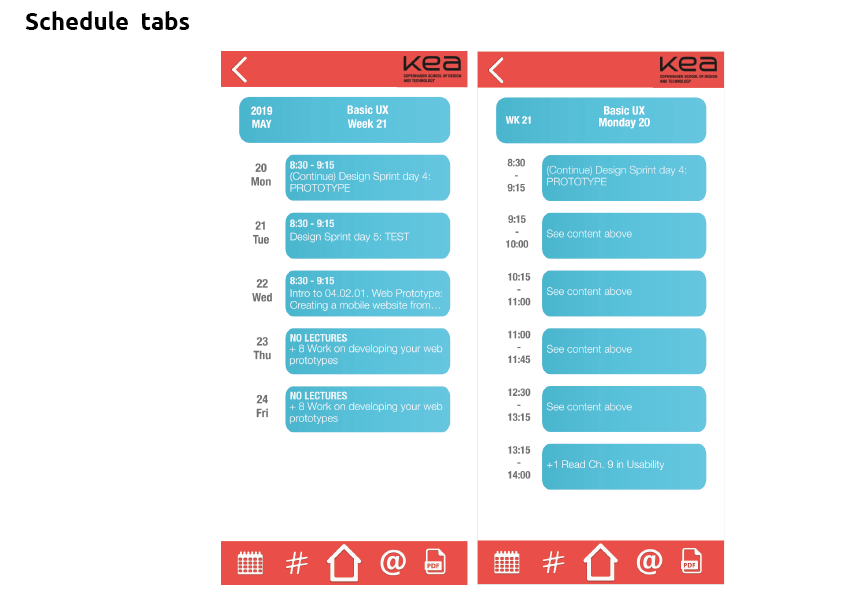 Schedule tabs
kea
COPENHAGEN SCHOOL OF DESIGN
AND TECHNOLOGY
2019
MAY
Basic UX
Week 21
20
Mon
8:30 - 9:15
(Continue) Design Sprint day 4:
PROTOTYPE
21
Tue
8:30 - 9:15
Design Sprint day 5: TEST
22
Wed
8:30 - 9:15
Intro to 04.02.01. Web Prototype:
Creating a mobile website from...
23
Thu
NO LECTURES
+ 8 Work on developing your web
prototypes
24
Fri
NO LECTURES
+ 8 Work on developing your web
prototypes
#
@
PDF
kea
COPENHAGEN SCHOOL OF DESIGN
AND TECHNOLOGY
WK 21
Basic UX
Monday 20
8:30
-
9:15
(Continue) Design Sprint day 4:
PROTOTYPE
9:15
-
10:00
See content above
10:15
-
11:00
See content above
11:00
-
11:45
See content above
12:30
-
13:15
See content above
13:15
-
14:00
+1 Read Ch. 9 in Usability
#
@
PDF